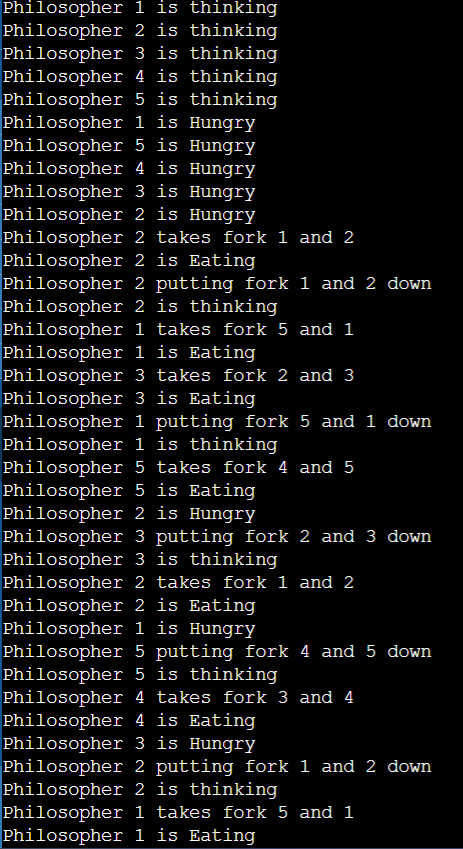 Philosopher 1 is thinking
Philosopher 2 is thinking
Philosopher 3 is thinking
Philosopher 4 is thinking
Philosopher 5 is thinking
Philosopher 1 is Hungry
Philosopher 5 is Hungry
Philosopher 4 is Hungry
Philosopher 3 is Hungry
Philosopher 2 is Hungry
Philosopher 2 takes fork 1 and 2
Philosopher 2 is Eating
Philosopher 2 putting fork 1 and 2 down
Philosopher 2 is thinking
Philosopher 1 takes fork 5 and 1
Philosopher 1 is Eating
Philosopher 3 takes fork 2 and 3
Philosopher 3 is Eating
Philosopher 1 putting fork 5 and 1 down
Philosopher 1 is thinking
Philosopher 5 takes fork 4 and 5
Philosopher 5 is Eating
Philosopher 2 is Hungry
Philosopher 3 putting fork 2 and 3 down
Philosopher 3 is thinking
Philosopher 2 takes fork 1 and 2
Philosopher 2 is Eating
Philosopher 1 is Hungry
Philosopher 5 putting fork 4 and 5 down
Philosopher 5 is thinking
Philosopher 4 takes fork 3 and 4
Philosopher 4 is Eating
Philosopher 3 is Hungry
Philosopher 2 putting fork 1 and 2 down
Philosopher 2 is thinking
Philosopher 1 takes fork 5 and 1
Philosopher 1 is Eating